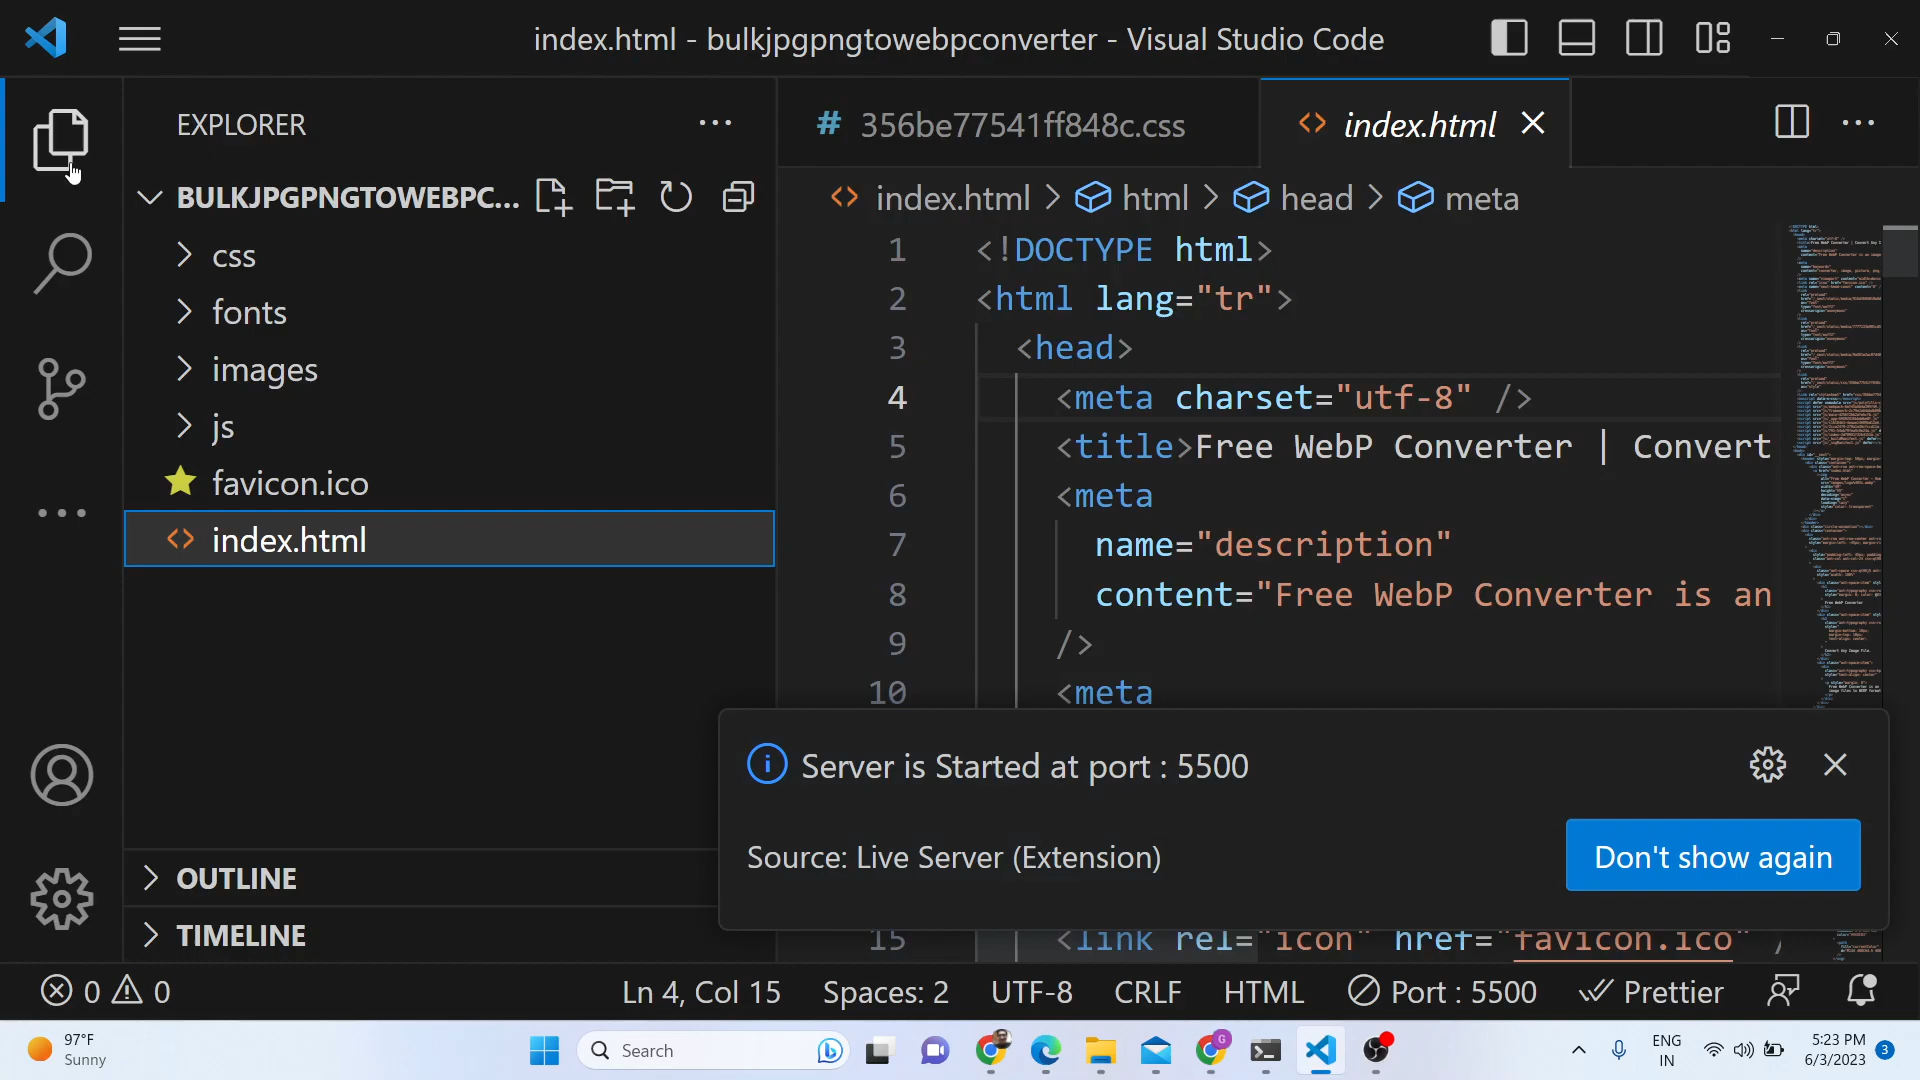 index.html - bulkjpgpngtowebpconverter - Visual Studio Code
EXPLORER
BULKJPGPNGTOWEBPC...
css
fonts
images
js
favicon.ico
index.html
OUTLINE
TIMELINE
# 356be77541ff848c.css
index.html
index.html > html > head > meta
1 <!DOCTYPE html>
2 <html lang="tr">
3 <head>
4 <meta charset="utf-8" />
5 <title>Free WebP Converter | Convert
6 <meta
7 name="description"
8 content="Free WebP Converter is an
9 />
10 <meta
Server is Started at port : 5500
Source: Live Server (Extension)
Don't show again
15 <link rel="icon" href="favicon.ico" /
0 0
Ln 4, Col 15
Spaces: 2
UTF-8
CRLF
HTML
Port : 5500
Prettier
97°F
Sunny
Search
G
ENG
IN
5:23 PM
6/3/2023
3